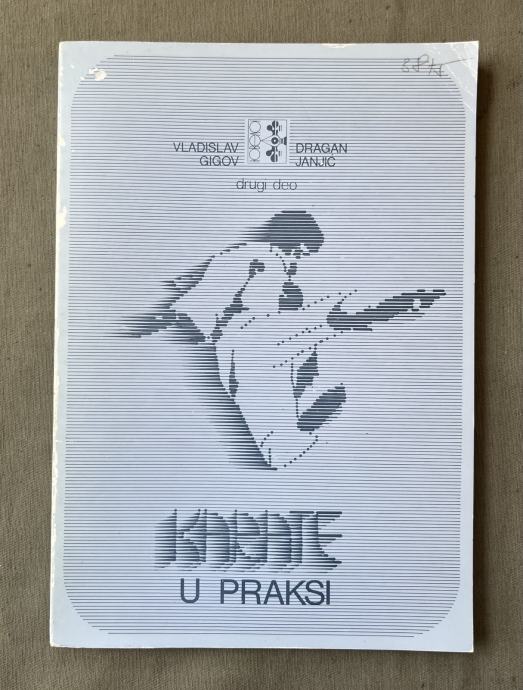 VLADISLAV DRAGAN
GIGOV JANJIĆ
drugi deo
KARATE
U PRAKSI